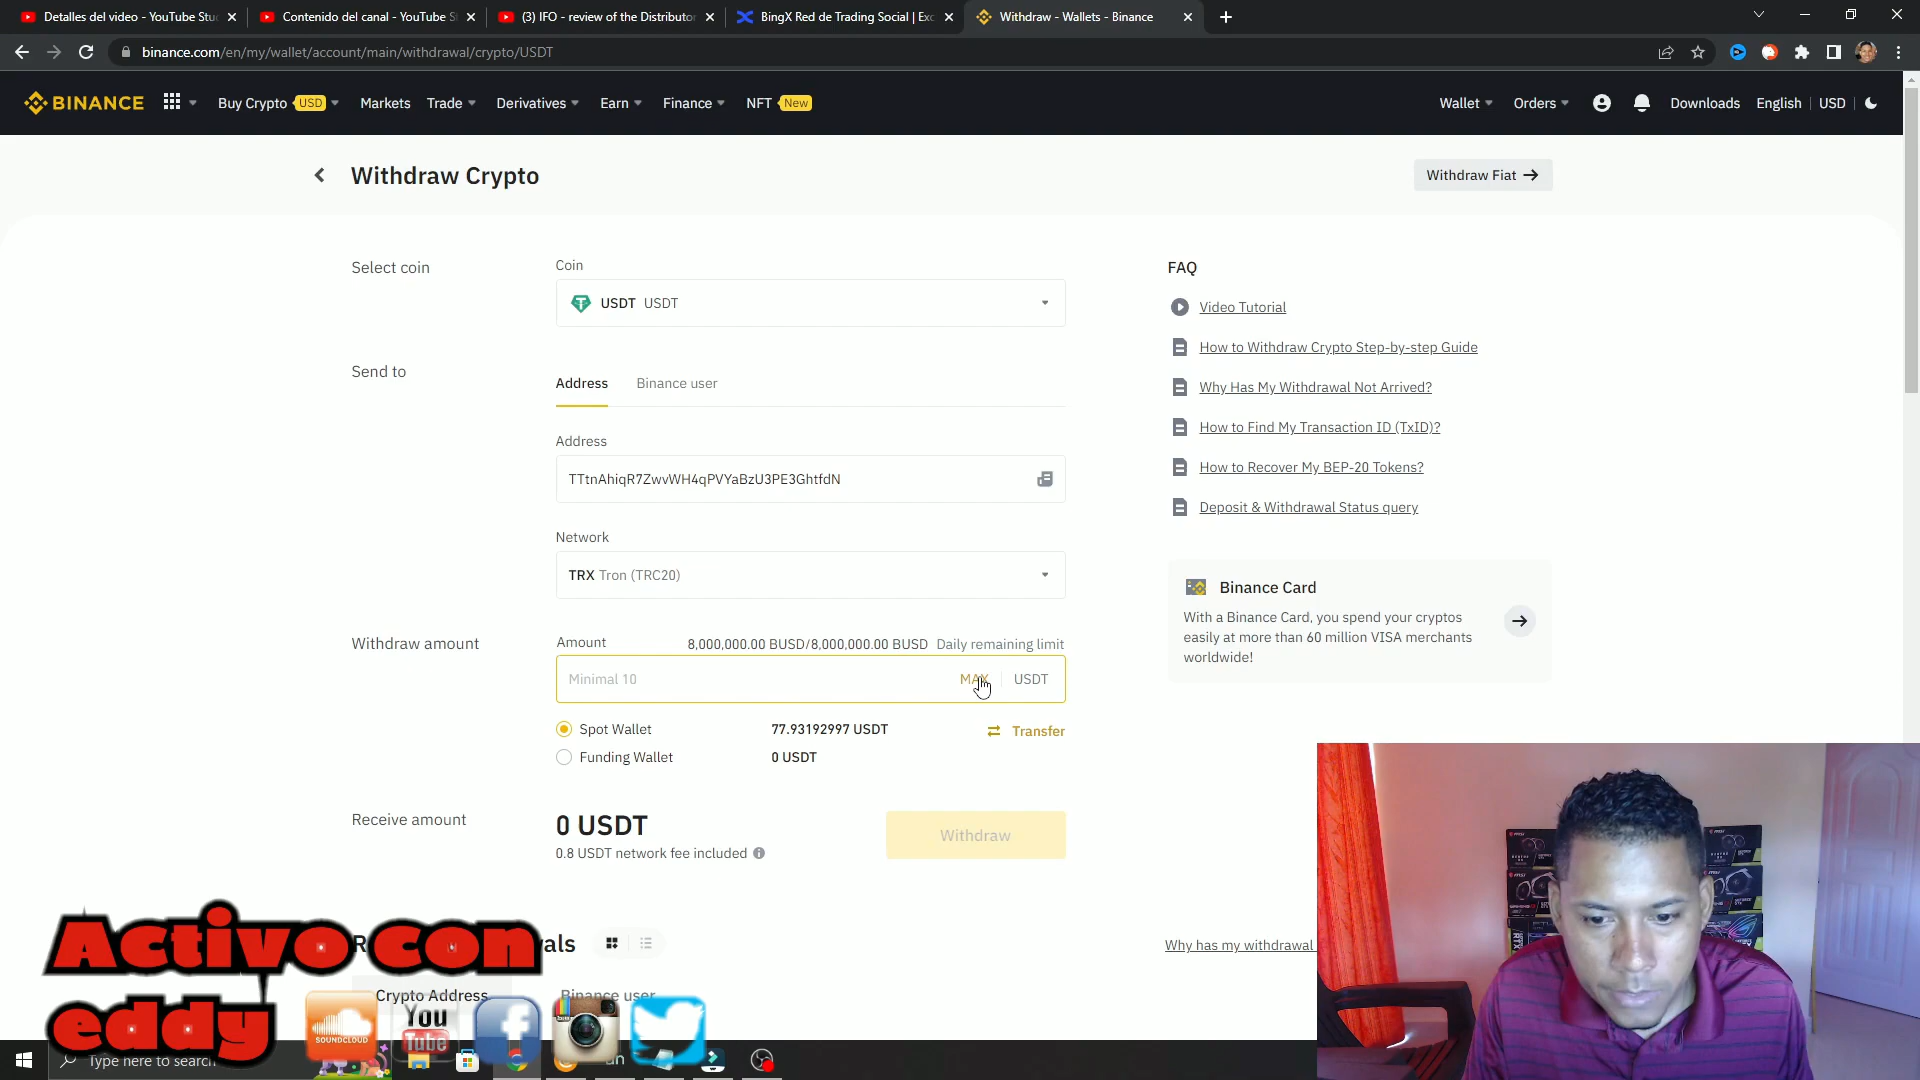 Detalles del video - YouTube Stu
Contenido del canal - YouTube S
(3) IFO - review of the Distributor
BingX Red de Trading Social | Exc
Withdraw - Wallets - Binance
binance.com/en/my/wallet/account/main/withdrawal/crypto/USDT
BINANCE
Buy Crypto USD
Markets
Trade
Derivatives
Earn
Finance
NFT New
Wallet
Orders
Downloads
English
USD
Withdraw Crypto
Withdraw Fiat
Select coin
Coin
USDT USDT
Send to
Address
Binance user
Address
TTtnAhiqR7ZwvWH4qPVYaBzU3PE3GhtfdN
Network
TRX Tron (TRC20)
Withdraw amount
Amount
8,000,000.00 BUSD/8,000,000.00 BUSD Daily remaining limit
Minimal 10
MAX
USDT
Spot Wallet
77.93192997 USDT
Transfer
Funding Wallet
0 USDT
Receive amount
0 USDT
0.8 USDT network fee included
Withdraw
FAQ
Video Tutorial
How to Withdraw Crypto Step-by-step Guide
Why Has My Withdrawal Not Arrived?
How to Find My Transaction ID (TxID)?
How to Recover My BEP-20 Tokens?
Deposit & Withdrawal Status query
Binance Card
With a Binance Card, you spend your cryptos
easily at more than 60 million VISA merchants
worldwide!
Why has my withdrawal
Crypto Address
Binance user
Activo con
eddy
SOUNDCLOUD
You
Tube
Type here to search